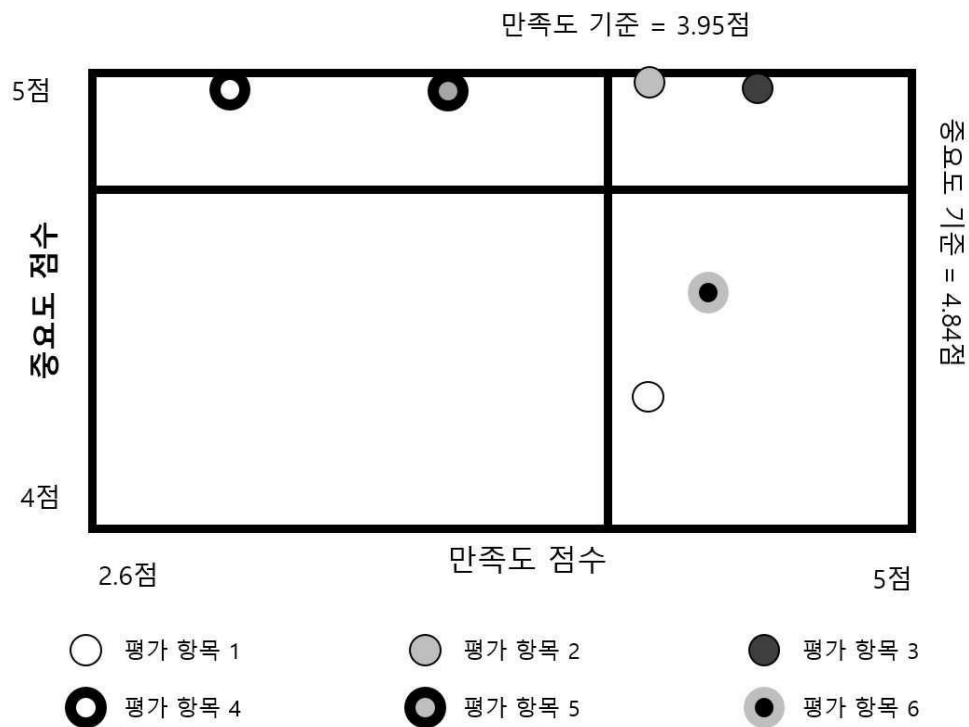 만족도 기준 = 3.95점
5점
중요도 기준 = 4.84점
중요도 점수
4점
2.6점
만족도 점수
5점
평가 항목 1
평가 항목 2
평가 항목 3
평가 항목 4
평가 항목 5
평가 항목 6